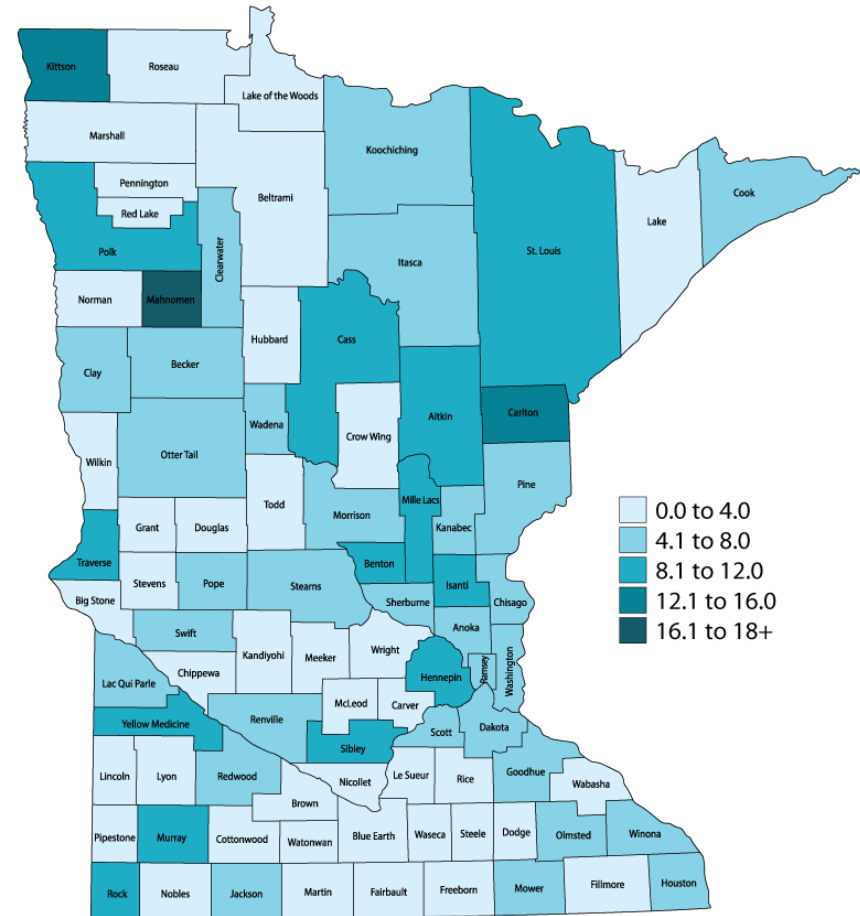 Kittson
Roseau
Lake of the Woods
Marshall
Koochiching
Pennington
Beltrami
Red Lake
Cook
Lake
Polk
Clearwater
Itasca
St. Louis
Norman
Mahnomen
Hubbard
Cass
Clay
Becker
Aitkin
Carlton
Wadena
Crow Wing
Otter Tail
Wilkin
Pine
Mille Lacs
Todd
Morrison
Kanabec
Grant
Douglas
Traverse
Benton
Stevens
Pope
Stearns
Isanti
Big Stone
Sherburne
Chisago
Anoka
Swift
Kandiyohi
Meeker
Wright
Ramsey
Washington
Chippewa
Hennepin
Lac Qui Parle
McLeod
Carver
Renville
Yellow Medicine
Scott
Dakota
Sibley
Lincoln
Lyon
Redwood
Nicollet
Le Sueur
Rice
Goodhue
Wabasha
Brown
Pipestone
Murray
Cottonwood
Watonwan
Blue Earth
Waseca
Steele
Dodge
Olmsted
Winona
Rock
Nobles
Jackson
Martin
Fairbault
Freeborn
Mower
Fillmore
Houston
0.0 to 4.0
4.1 to 8.0
8.1 to 12.0
12.1 to 16.0
16.1 to 18+